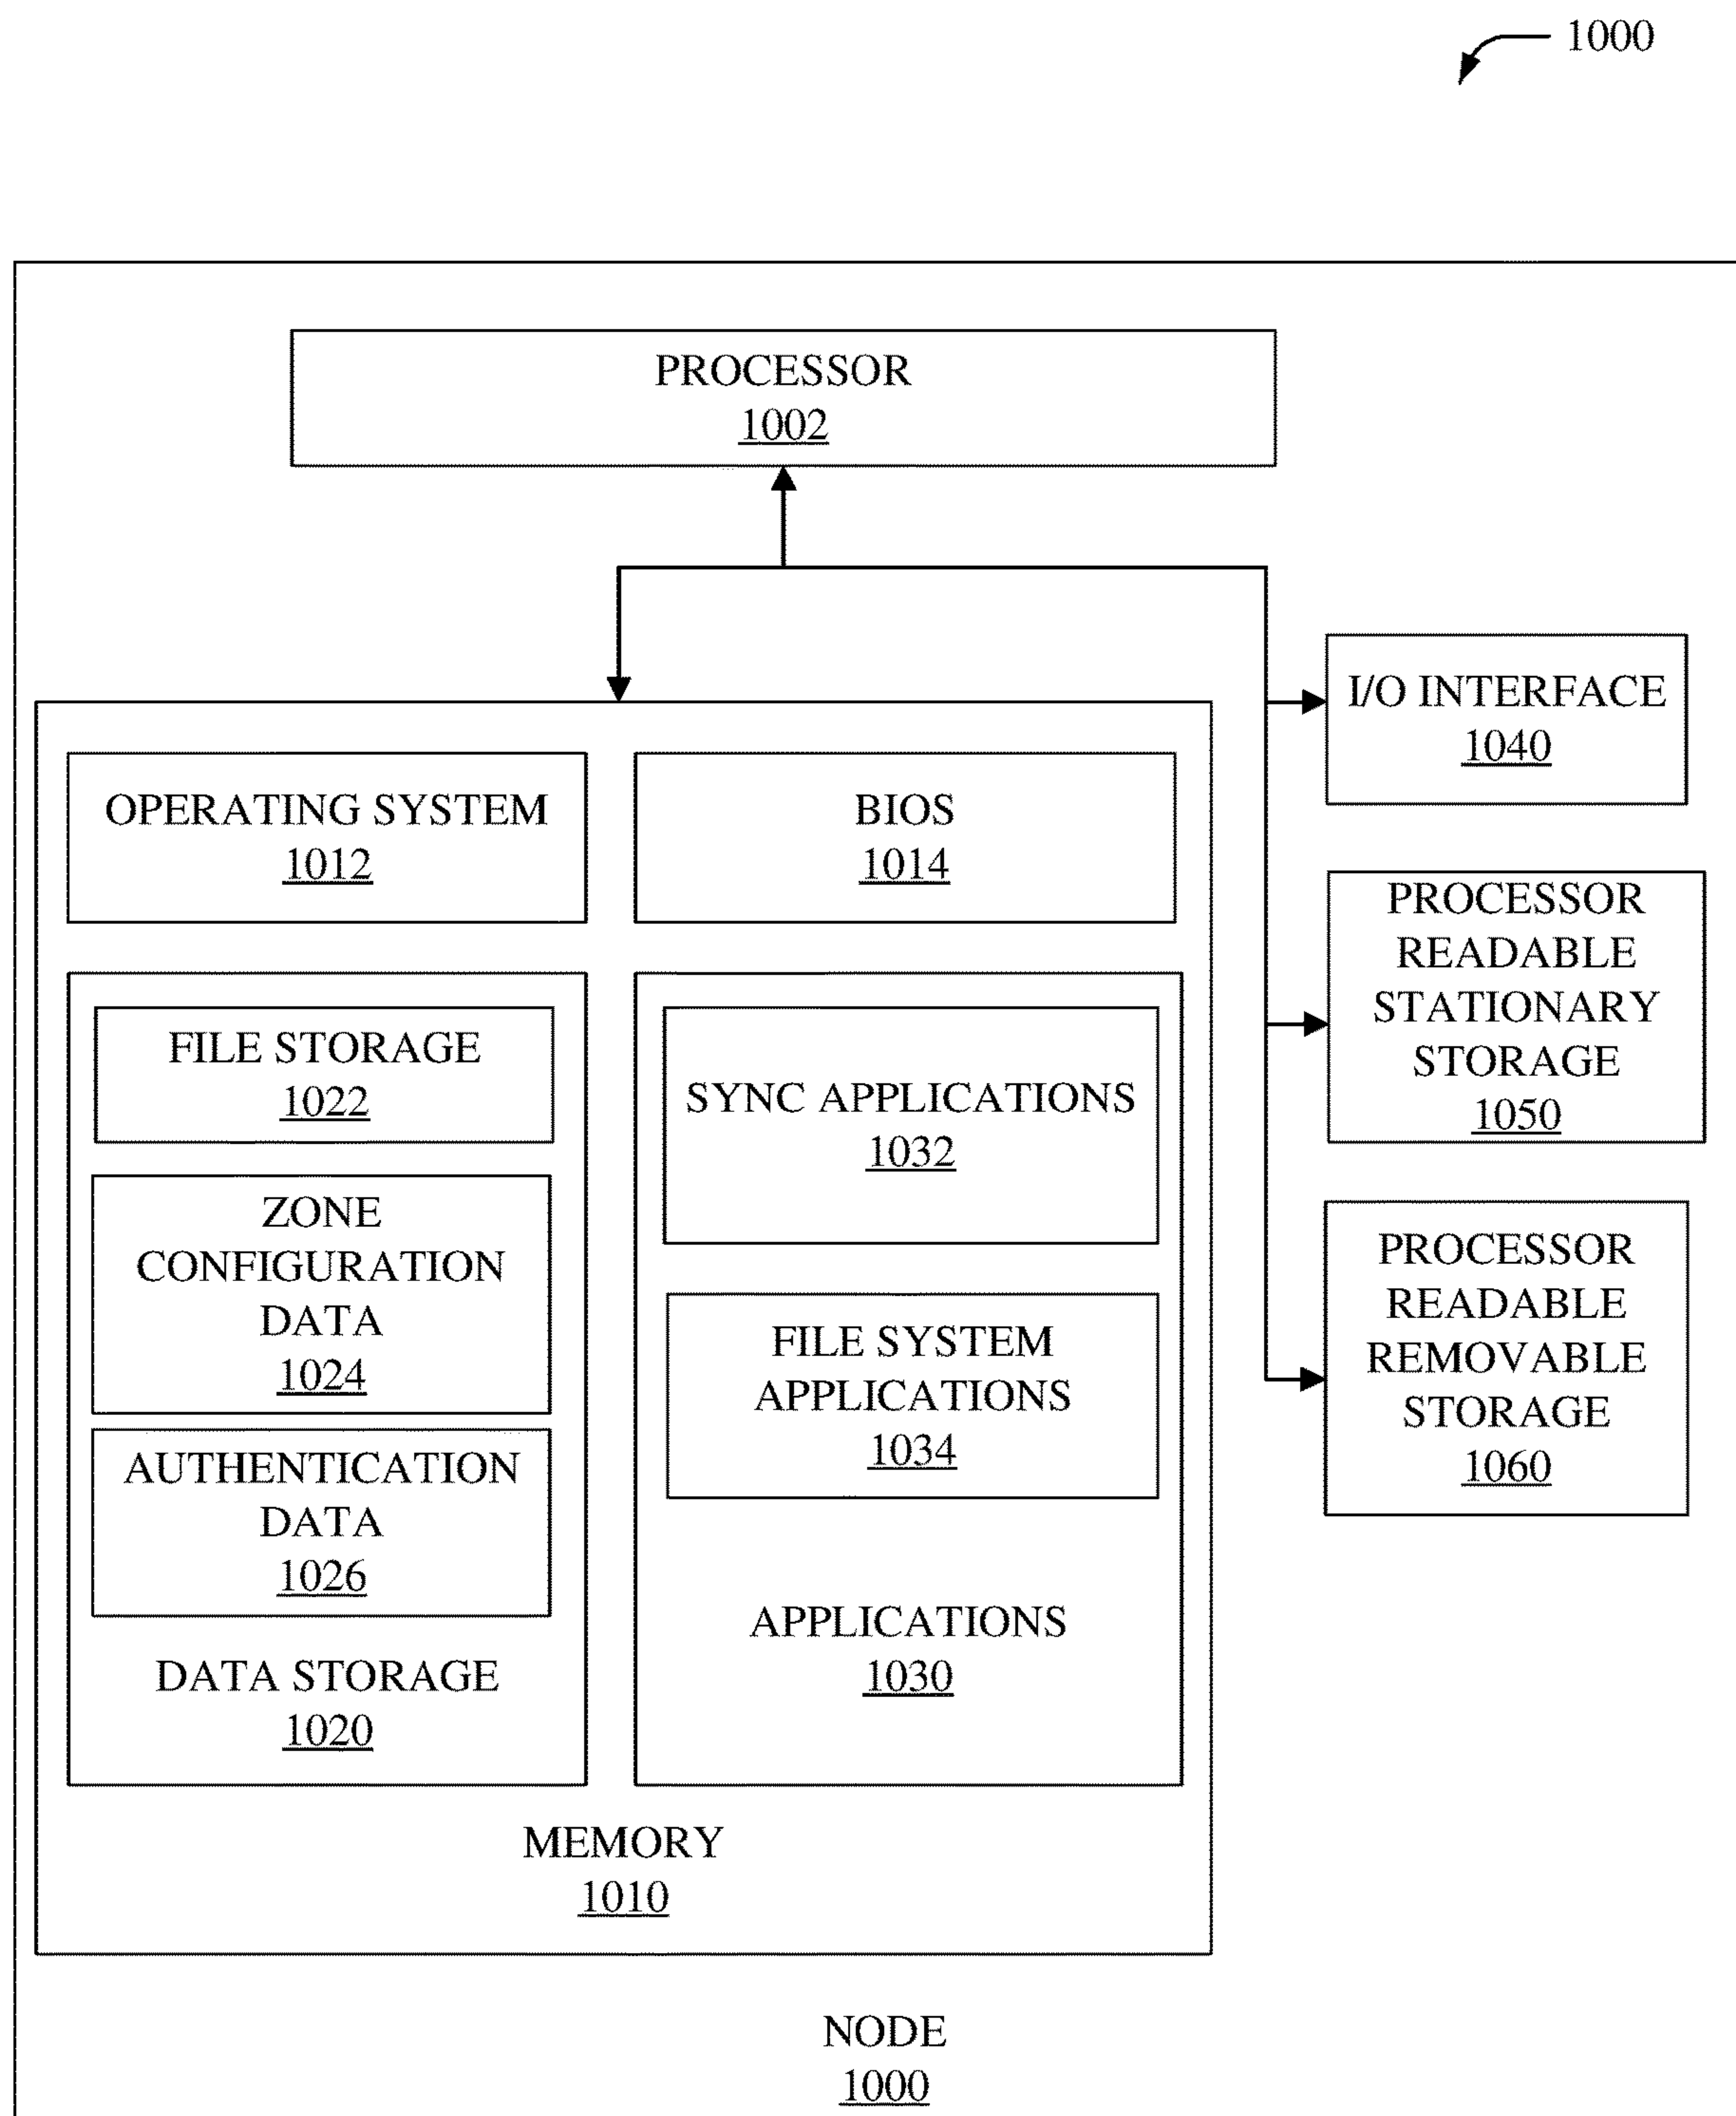 1000
PROCESSOR
1002
I/O INTERFACE
1040
OPERATING SYSTEM
1012
BIOS
1014
PROCESSOR
READABLE
STATIONARY
STORAGE
1050
FILE STORAGE
1022
SYNC APPLICATIONS
1032
ZONE
CONFIGURATION
DATA
1024
FILE SYSTEM
APPLICATIONS
1034
PROCESSOR
READABLE
REMOVABLE
STORAGE
1060
AUTHENTICATION
DATA
1026
DATA STORAGE
1020
APPLICATIONS
1030
MEMORY
1010
NODE
1000